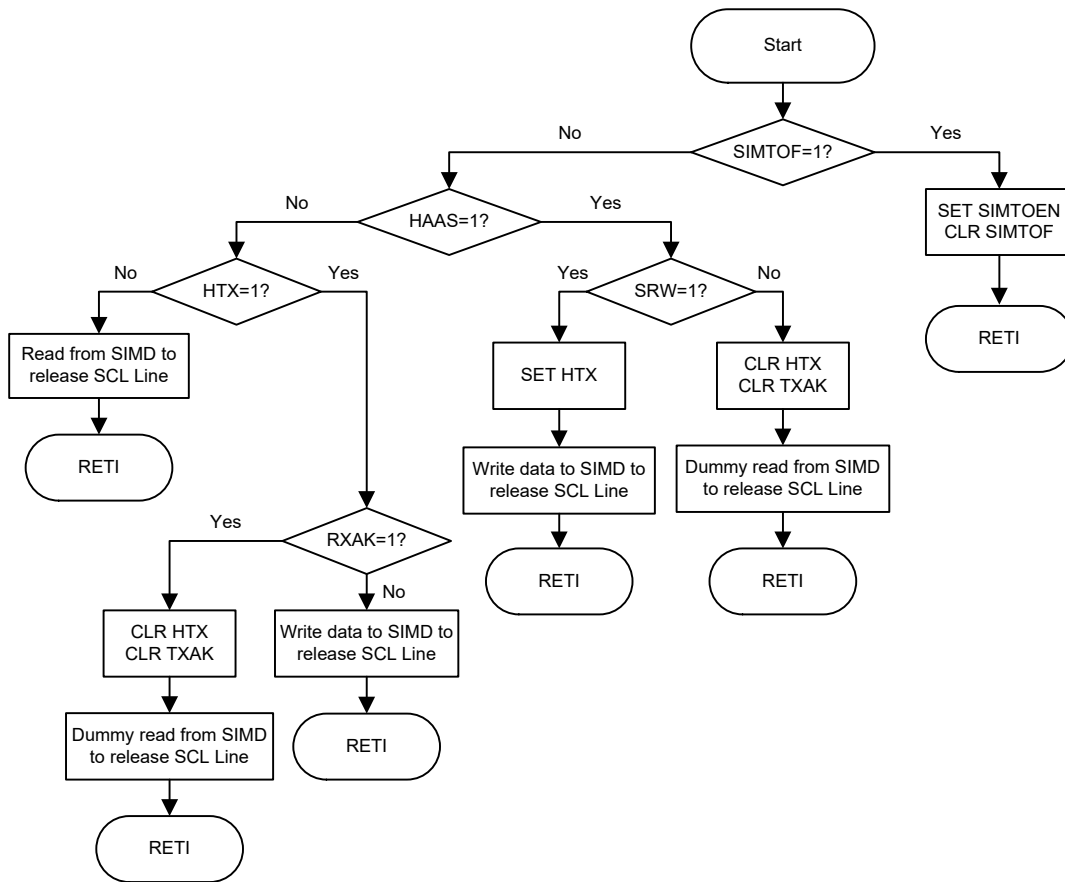 Start
No
Yes
SIMTOF=1?
No
Yes
HAAS=1?
SET SIMTOEN
CLR SIMTOF
No
Yes
HTX=1?
Yes
No
SRW=1?
RETI
Read from SIMD to
release SCL Line
SET HTX
CLR HTX
CLR TXAK
RETI
Write data to SIMD to
release SCL Line
Dummy read from SIMD
to release SCL Line
Yes
RXAK=1?
No
RETI
RETI
CLR HTX
CLR TXAK
Write data to SIMD to
release SCL Line
Dummy read from SIMD
to release SCL Line
RETI
RETI